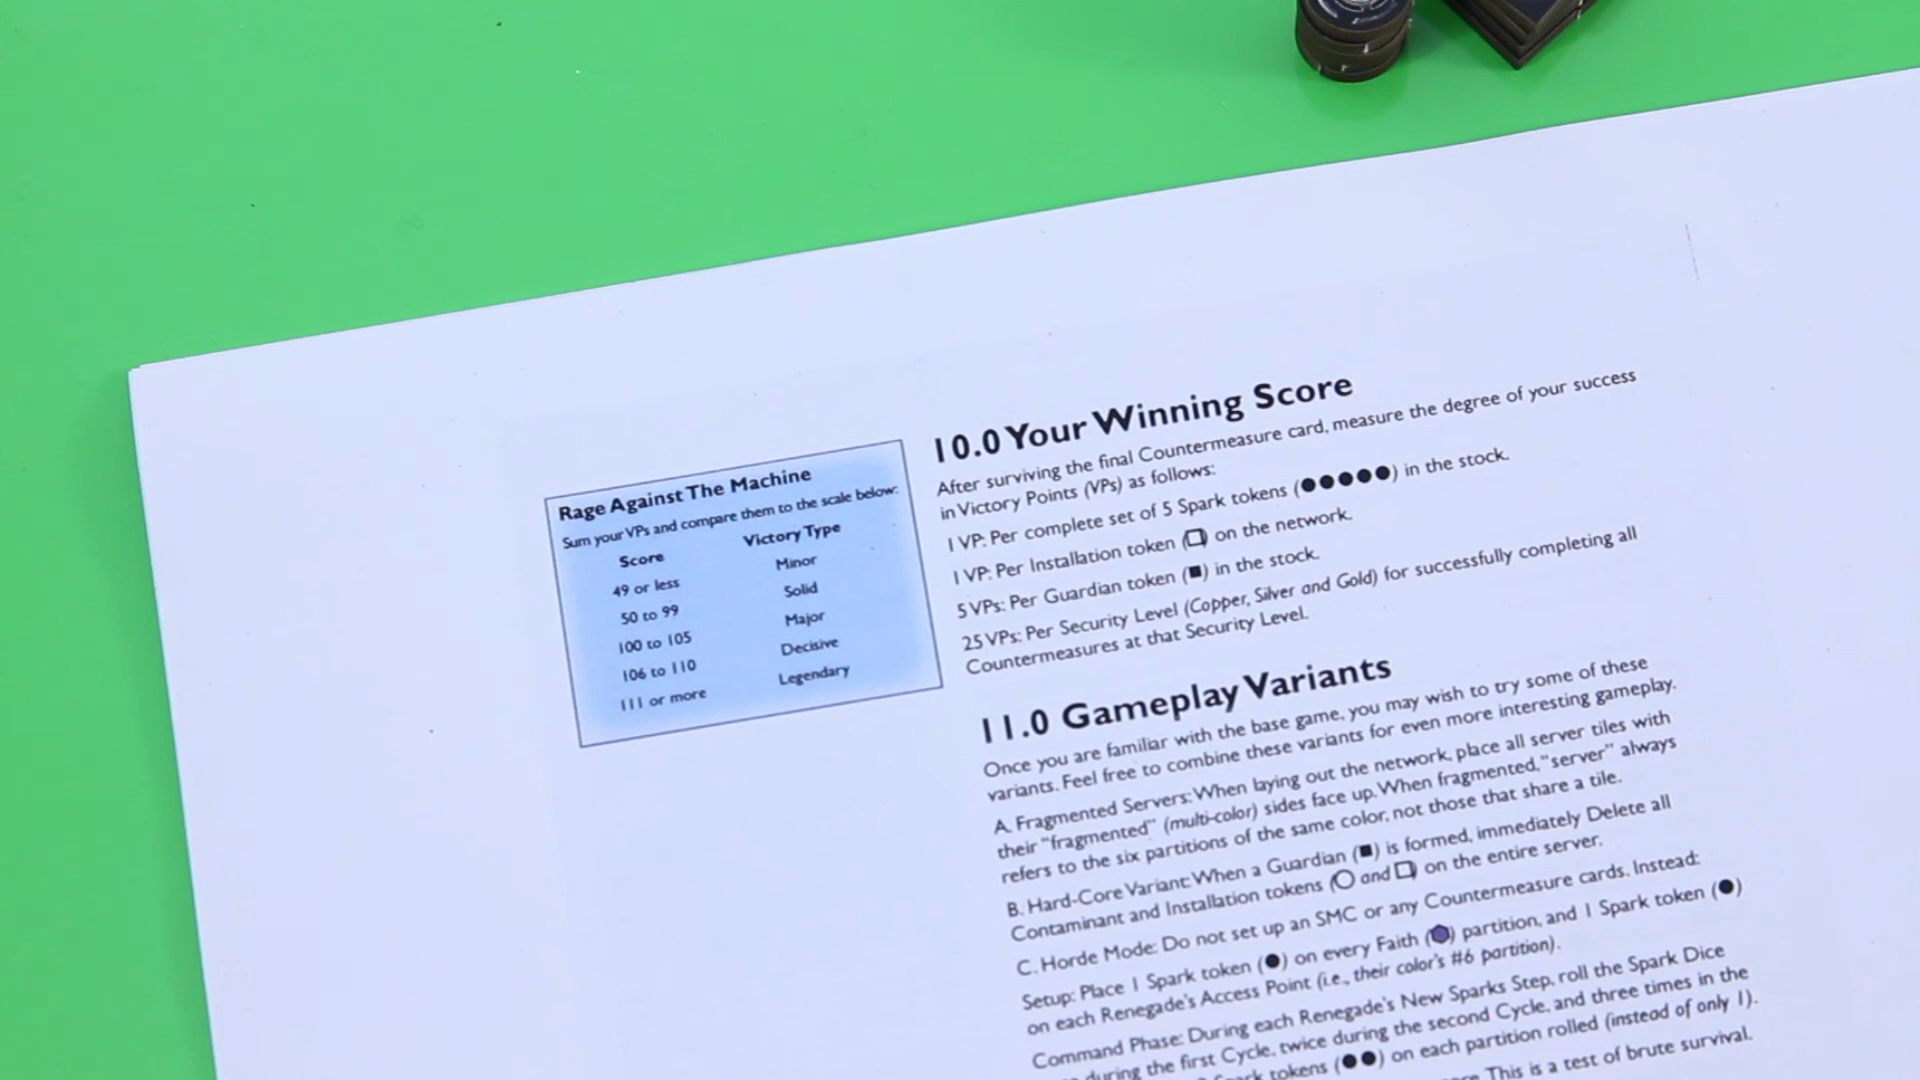 Rage Against The Machine
Sum your VPs and compare them to the scale below:
Score Victory Type
49 or less Minor
50 to 99 Solid
100 to 105 Major
106 to 110 Decisive
111 or more Legendary
10.0 Your Winning Score
After surviving the final Countermeasure card, measure the degree of your success
in Victory Points (VPs) as follows:
1 VP: Per complete set of 5 Spark tokens (●●●●●) in the stock.
1 VP: Per Installation token (❏) on the network.
5 VPs: Per Guardian token (■) in the stock.
25 VPs: Per Security Level (Copper, Silver and Gold) for successfully completing all
Countermeasures at that Security Level.
11.0 Gameplay Variants
Once you are familiar with the base game, you may wish to try some of these
variants. Feel free to combine these variants for even more interesting gameplay.
A. Fragmented Servers: When laying out the network, place all server tiles with
their "fragmented" (multi-color) sides face up. When fragmented, "server" always
refers to the six partitions of the same color, not those that share a tile.
B. Hard-Core Variant: When a Guardian (■) is formed, immediately Delete all
Contaminant and Installation tokens (○ and ❏) on the entire server.
C. Horde Mode: Do not set up an SMC or any Countermeasure cards. Instead:
Setup: Place 1 Spark token (●) on every Faith (⬢) partition, and 1 Spark token (●)
on each Renegade's Access Point (i.e., their color's #6 partition).
Command Phase: During each Renegade's New Sparks Step, roll the Spark Dice
during the first Cycle, twice during the second Cycle, and three times in the
tokens (●●) on each partition rolled (instead of only 1).
This is a test of brute survival.